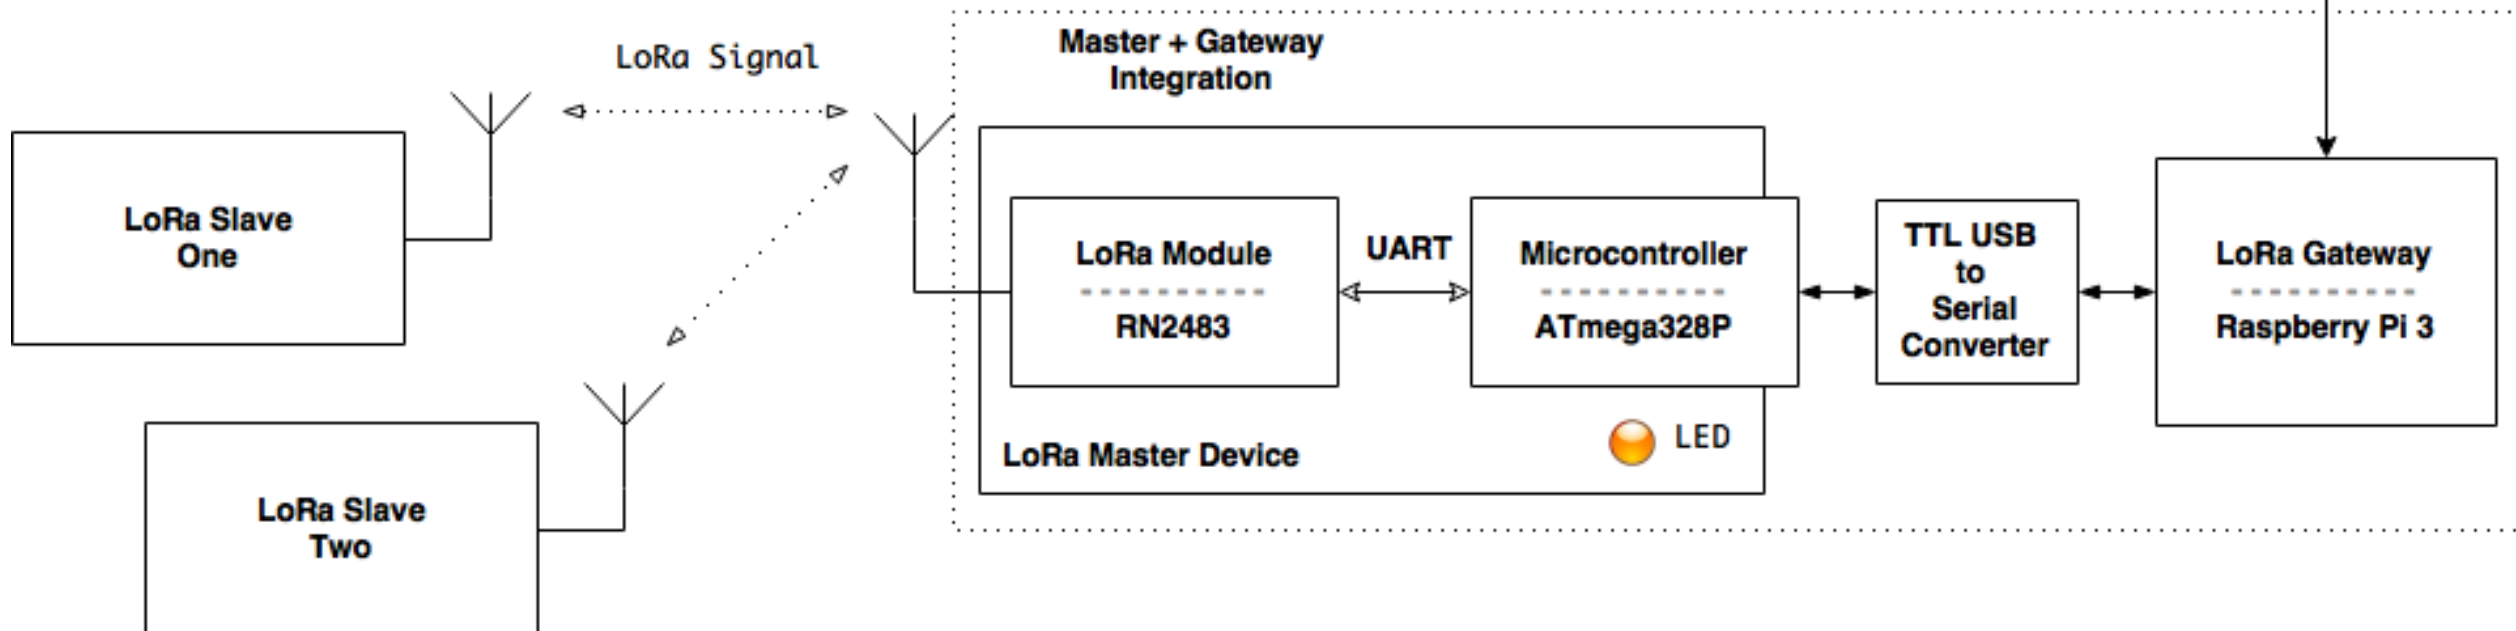 LoRa Signal
Master + Gateway
Integration
LoRa Slave
One
LoRa Module
----------
RN2483
UART
Microcontroller
----------
ATmega328P
TTL USB
to
Serial
Converter
LoRa Gateway
----------
Raspberry Pi 3
LED
LoRa Master Device
LoRa Slave
Two